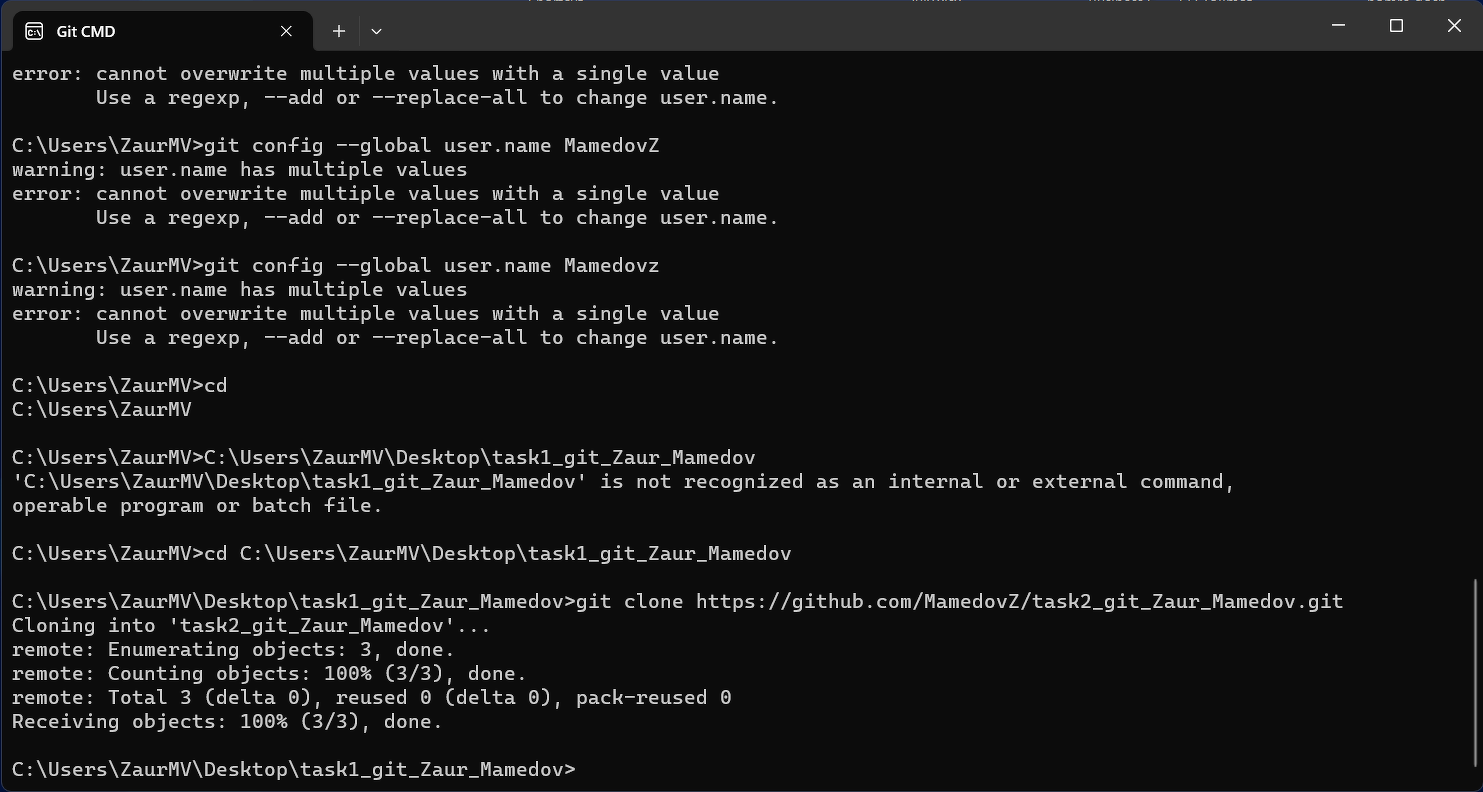 Git CMD
error: cannot overwrite multiple values with a single value
       Use a regexp, --add or --replace-all to change user.name.
C:\Users\ZaurMV>git config --global user.name MamedovZ
warning: user.name has multiple values
error: cannot overwrite multiple values with a single value
       Use a regexp, --add or --replace-all to change user.name.
C:\Users\ZaurMV>git config --global user.name Mamedovz
warning: user.name has multiple values
error: cannot overwrite multiple values with a single value
       Use a regexp, --add or --replace-all to change user.name.
C:\Users\ZaurMV>cd
C:\Users\ZaurMV
C:\Users\ZaurMV>C:\Users\ZaurMV\Desktop\task1_git_Zaur_Mamedov
'C:\Users\ZaurMV\Desktop\task1_git_Zaur_Mamedov' is not recognized as an internal or external command,
operable program or batch file.
C:\Users\ZaurMV>cd C:\Users\ZaurMV\Desktop\task1_git_Zaur_Mamedov
C:\Users\ZaurMV\Desktop\task1_git_Zaur_Mamedov>git clone https://github.com/MamedovZ/task2_git_Zaur_Mamedov.git
Cloning into 'task2_git_Zaur_Mamedov'...
remote: Enumerating objects: 3, done.
remote: Counting objects: 100% (3/3), done.
remote: Total 3 (delta 0), reused 0 (delta 0), pack-reused 0
Receiving objects: 100% (3/3), done.
C:\Users\ZaurMV\Desktop\task1_git_Zaur_Mamedov>